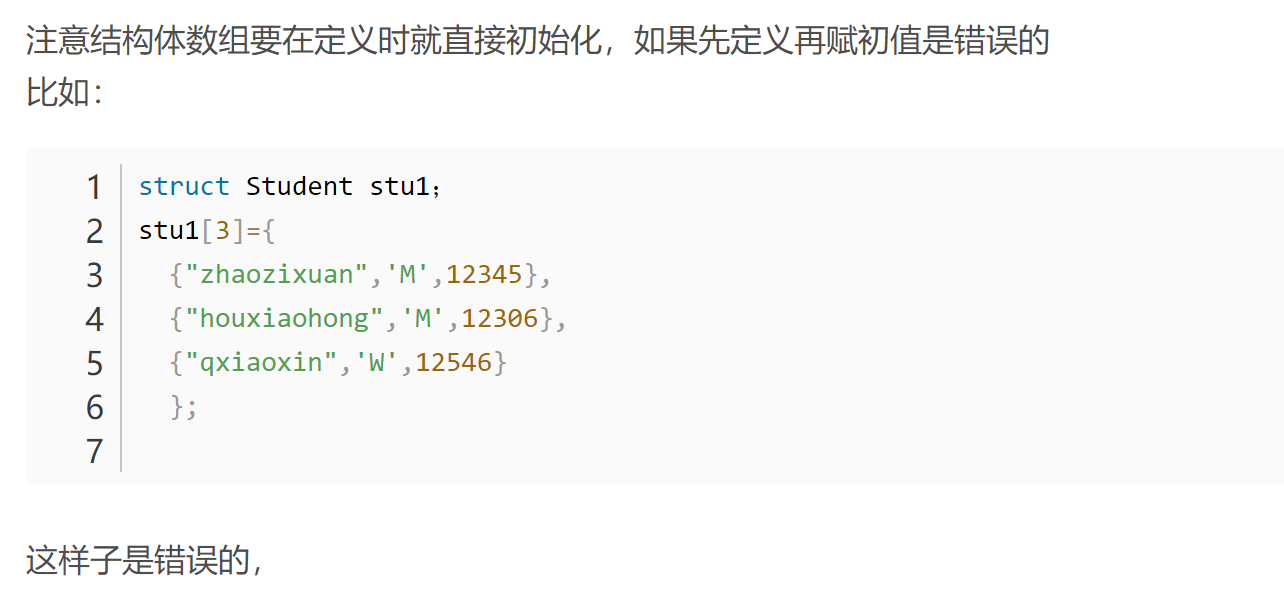 注意结构体数组要在定义时就直接初始化，如果先定义再赋初值是错误的
比如：
1 struct Student stu1；
2 stu1[3]={
3 {"zhaozixuan",'M',12345},
4 {"houxiaohong",'M',12306},
5 {"qxiaoxin",'W',12546}
6 };
7
这样子是错误的，